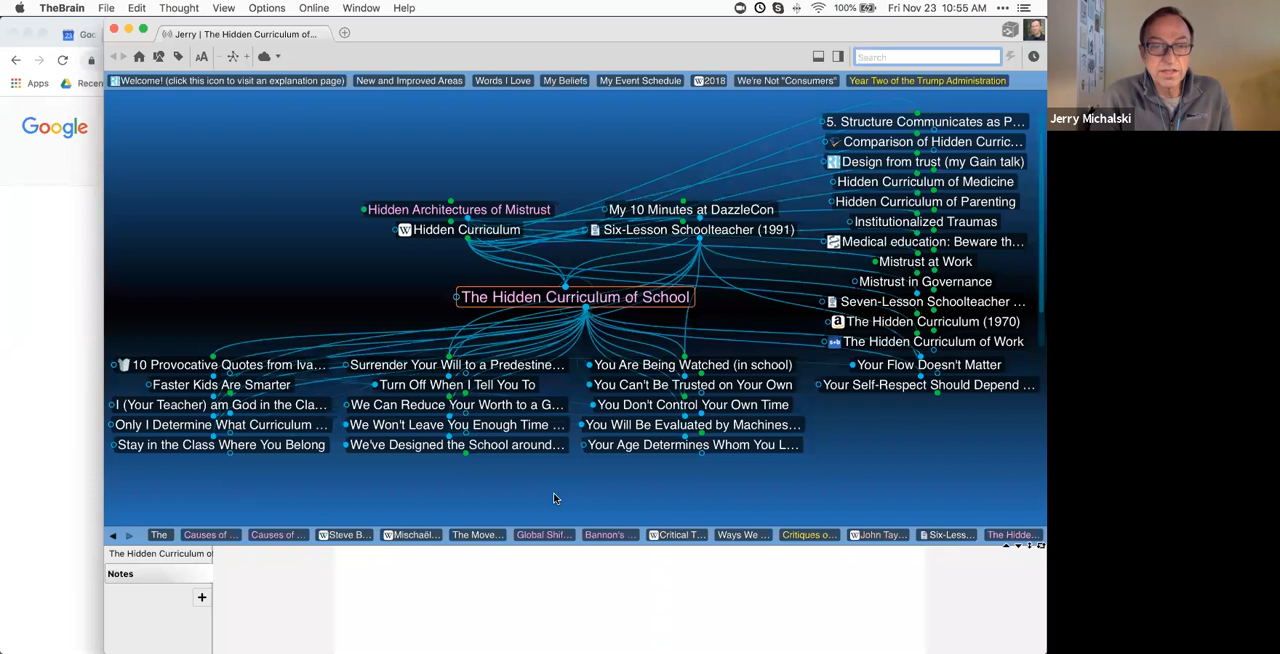 TheBrain File Edit Thought View Options Online Window Help 100% Fri Nov 23 10:55 AM
Jerry | The Hidden Curriculum of...
Goo
Apps Recen
Search
Welcome! (click this icon to visit an explanation page) New and Improved Areas Words I Love My Beliefs My Event Schedule 2018 We're Not "Consumers" Year Two of the Trump Administration
Google
Jerry Michalski
5. Structure Communicates as P...
Comparison of Hidden Curric...
Design from trust (my Gain talk)
Hidden Curriculum of Medicine
Hidden Curriculum of Parenting
Institutionalized Traumas
Medical education: Beware th...
Mistrust at Work
Mistrust in Governance
Seven-Lesson Schoolteacher ...
The Hidden Curriculum (1970)
The Hidden Curriculum of Work
Hidden Architectures of Mistrust My 10 Minutes at DazzleCon
Hidden Curriculum Six-Lesson Schoolteacher (1991)
The Hidden Curriculum of School
10 Provocative Quotes from Iva... Surrender Your Will to a Predestine... You Are Being Watched (in school) Your Flow Doesn't Matter
Faster Kids Are Smarter Turn Off When I Tell You To You Can't Be Trusted on Your Own Your Self-Respect Should Depend ...
I (Your Teacher) am God in the Cla... We Can Reduce Your Worth to a G... You Don't Control Your Own Time
Only I Determine What Curriculum ... We Won't Leave You Enough Time ... You Will Be Evaluated by Machines...
Stay in the Class Where You Belong We've Designed the School around... Your Age Determines Whom You L...
The Causes of ... Causes of ... Steve B... Mischaël... The Move... Global Shif... Bannon's ... Critical T... Ways We ... Critiques o... John Tay... Six-Less... The Hidde...
The Hidden Curriculum of
Notes